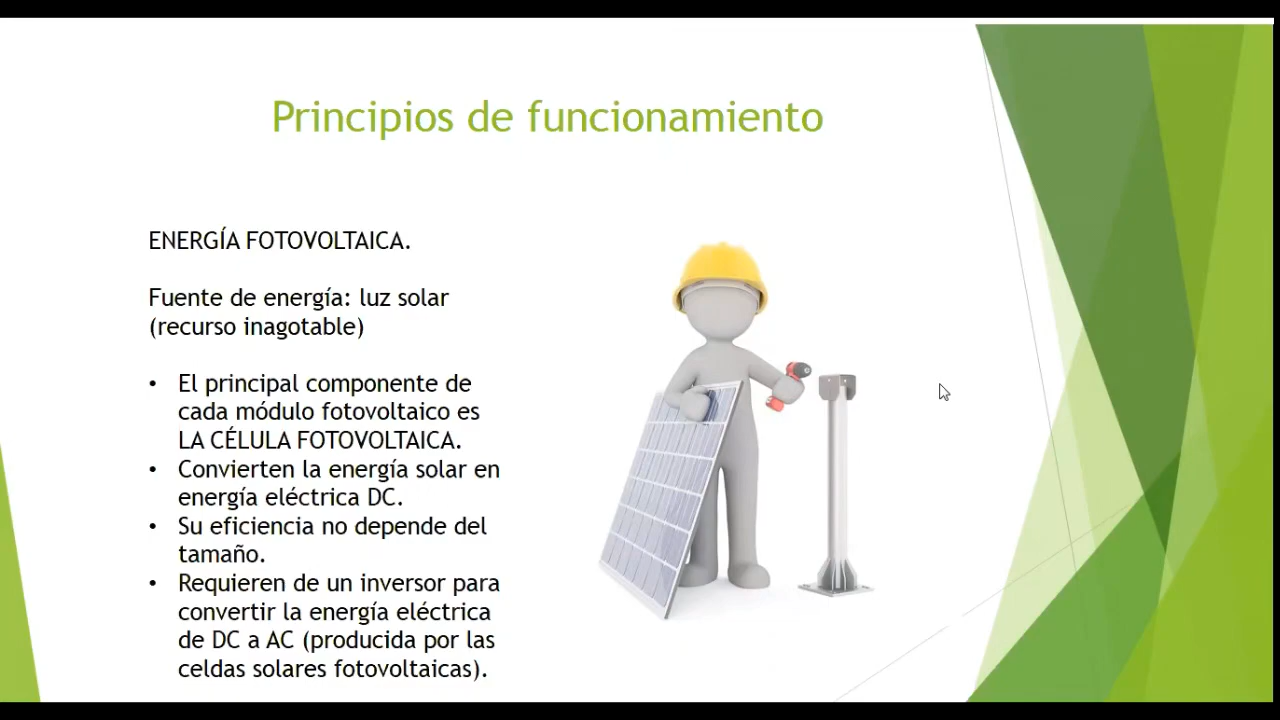 Principios de funcionamiento
ENERGÍA FOTOVOLTAICA.
Fuente de energía: luz solar
(recurso inagotable)
• El principal componente de
cada módulo fotovoltaico es
LA CÉLULA FOTOVOLTAICA.
• Convierten la energía solar en
energía eléctrica DC.
• Su eficiencia no depende del
tamaño.
• Requieren de un inversor para
convertir la energía eléctrica
de DC a AC (producida por las
celdas solares fotovoltaicas).